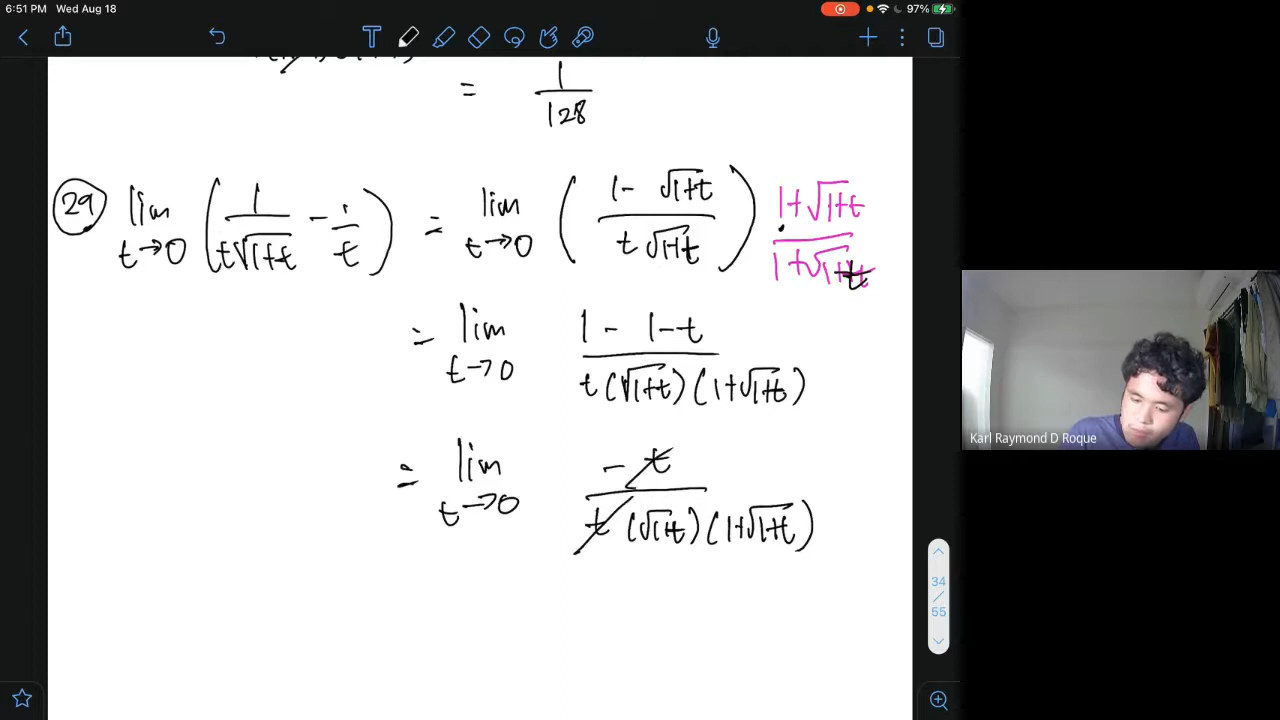 6:51 PM Wed Aug 18
97%
T
= 1/128
29 lim t→0 (1/(t√1+t) - 1/t) = lim t→0 ((1 - √1+t)/(t√1+t)) · (1+√1+t)/(1+√1+t)
= lim t→0 (1 - 1-t)/(t(√1+t)(1+√1+t))
= lim t→0 -t/(t(√1+t)(1+√1+t))
Karl Raymond D Roque
34
/
55